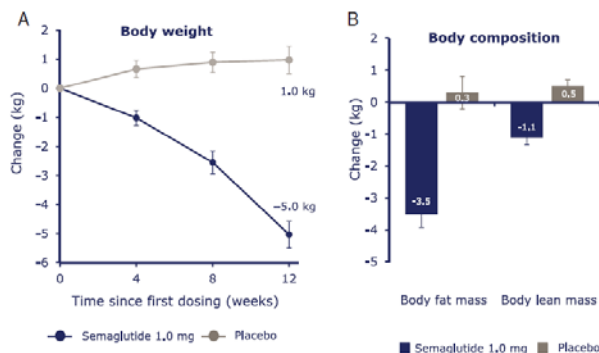 A
Body weight
2
1
0
-1
-2
-3
-4
-5
-6
Change (kg)
1.0 kg
−5.0 kg
0
4
8
12
Time since first dosing (weeks)
Semaglutide 1.0 mg
Placebo
B
Body composition
2
1
0
-1
-2
-3
-4
-5
Change (kg)
-3.5
0.3
-1.1
0.5
Body fat mass
Body lean mass
Semaglutide 1.0 mg
Placebo